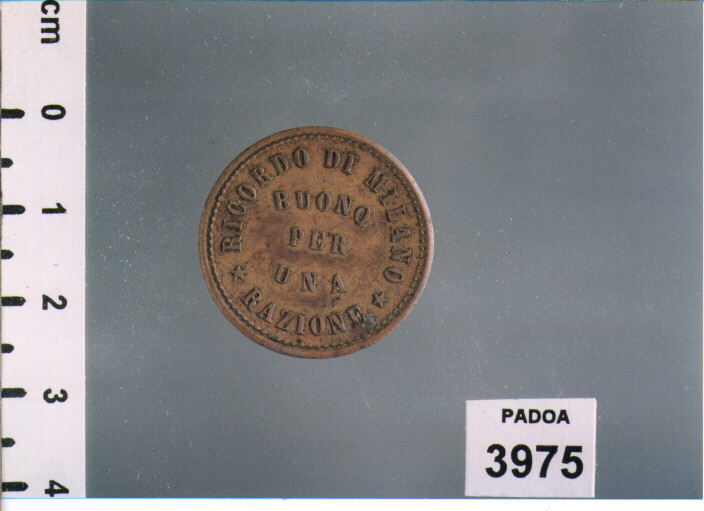 cm
0
1
2
3
4
RICORDO DI MILANO
BUONO
PER
UNA
★ RAZIONE ★
PADOA
3975